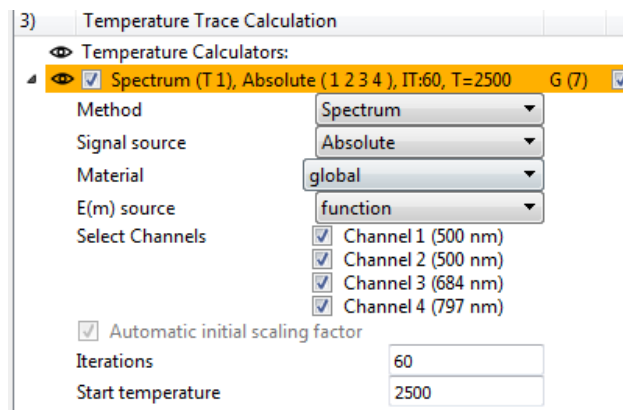 3) Temperature Trace Calculation
Temperature Calculators:
Spectrum (T 1), Absolute ( 1 2 3 4 ), IT:60, T=2500 G (7)
Method Spectrum
Signal source Absolute
Material global
E(m) source function
Select Channels Channel 1 (500 nm)
Channel 2 (500 nm)
Channel 3 (684 nm)
Channel 4 (797 nm)
Automatic initial scaling factor
Iterations 60
Start temperature 2500